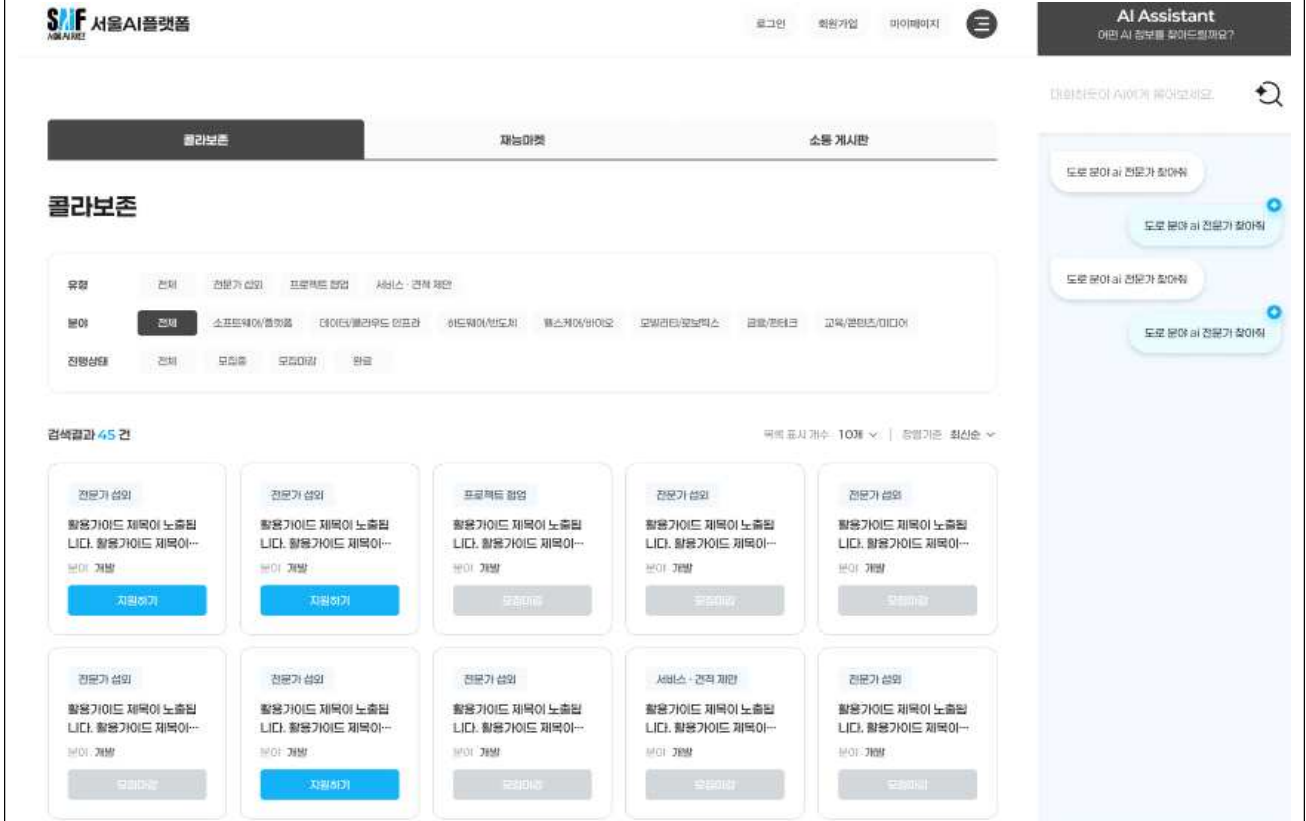 SAIF 서울AI플랫폼
로그인 회원가입 마이페이지
AI Assistant
어떤 AI 정보를 찾아드릴까요?
대화하듯이 AI에게 물어보세요.
콜라보존 재능마켓 소통 게시판
도로 분야 ai 전문가 찾아줘
도로 분야 ai 전문가 찾아줘
도로 분야 ai 전문가 찾아줘
도로 분야 ai 전문가 찾아줘
콜라보존
유형 전체 전문가 섭외 프로젝트 협업 서비스 · 견적 제안
분야 전체 소프트웨어/플랫폼 데이터/클라우드 인프라 하드웨어/반도체 헬스케어/바이오 모빌리티/로보틱스 금융/핀테크 교육/콘텐츠/미디어
진행상태 전체 모집중 모집마감 완료
검색결과 45 건
목록 표시 개수 10개 정렬기준 최신순
전문가 섭외 전문가 섭외 프로젝트 협업 전문가 섭외 전문가 섭외
활용가이드 제목이 노출됩 활용가이드 제목이 노출됩 활용가이드 제목이 노출됩 활용가이드 제목이 노출됩 활용가이드 제목이 노출됩
니다. 활용가이드 제목이… 니다. 활용가이드 제목이… 니다. 활용가이드 제목이… 니다. 활용가이드 제목이… 니다. 활용가이드 제목이…
분야 개발 분야 개발 분야 개발 분야 개발 분야 개발
지원하기 지원하기 모집마감 모집마감 모집마감
전문가 섭외 전문가 섭외 전문가 섭외 서비스 · 견적 제안 전문가 섭외
활용가이드 제목이 노출됩 활용가이드 제목이 노출됩 활용가이드 제목이 노출됩 활용가이드 제목이 노출됩 활용가이드 제목이 노출됩
니다. 활용가이드 제목이… 니다. 활용가이드 제목이… 니다. 활용가이드 제목이… 니다. 활용가이드 제목이… 니다. 활용가이드 제목이…
분야 개발 분야 개발 분야 개발 분야 개발 분야 개발
모집마감 지원하기 모집마감 모집마감 모집마감